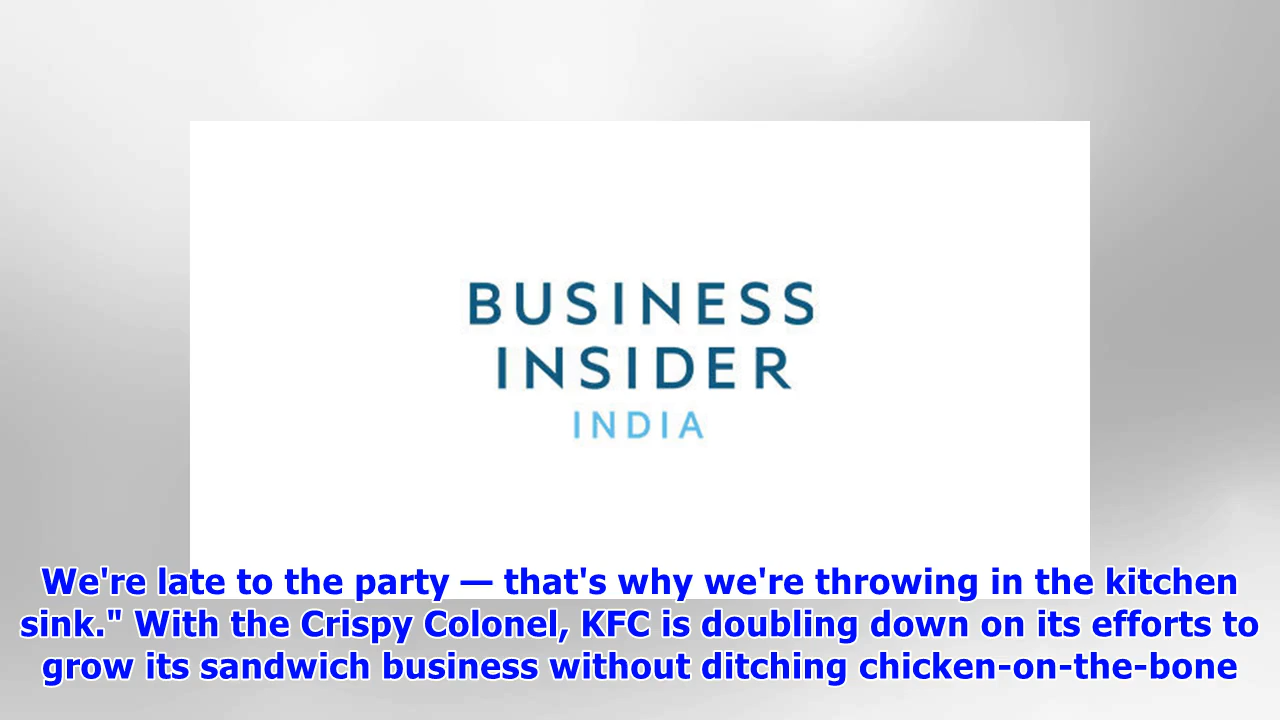 BUSINESS
INSIDER
INDIA
We're late to the party — that's why we're throwing in the kitchen
sink." With the Crispy Colonel, KFC is doubling down on its efforts to
grow its sandwich business without ditching chicken-on-the-bone